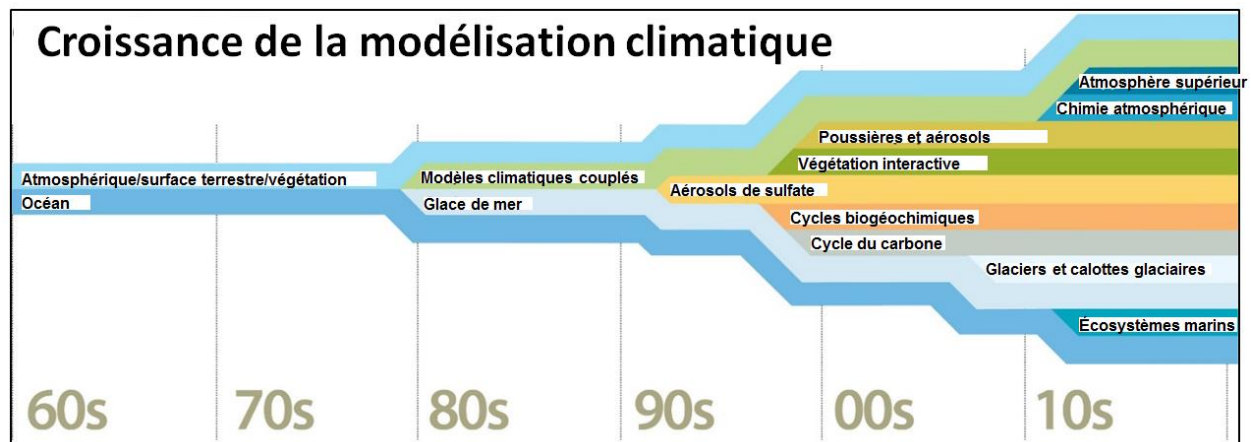 Croissance de la modélisation climatique
Atmosphère supérieur
Chimie atmosphérique
Poussières et aérosols
Végétation interactive
Atmosphérique/surface terrestre/végétation
Modèles climatiques couplés
Aérosols de sulfate
Océan
Glace de mer
Cycles biogéochimiques
Cycle du carbone
Glaciers et calottes glaciaires
Écosystèmes marins
60s
70s
80s
90s
00s
10s